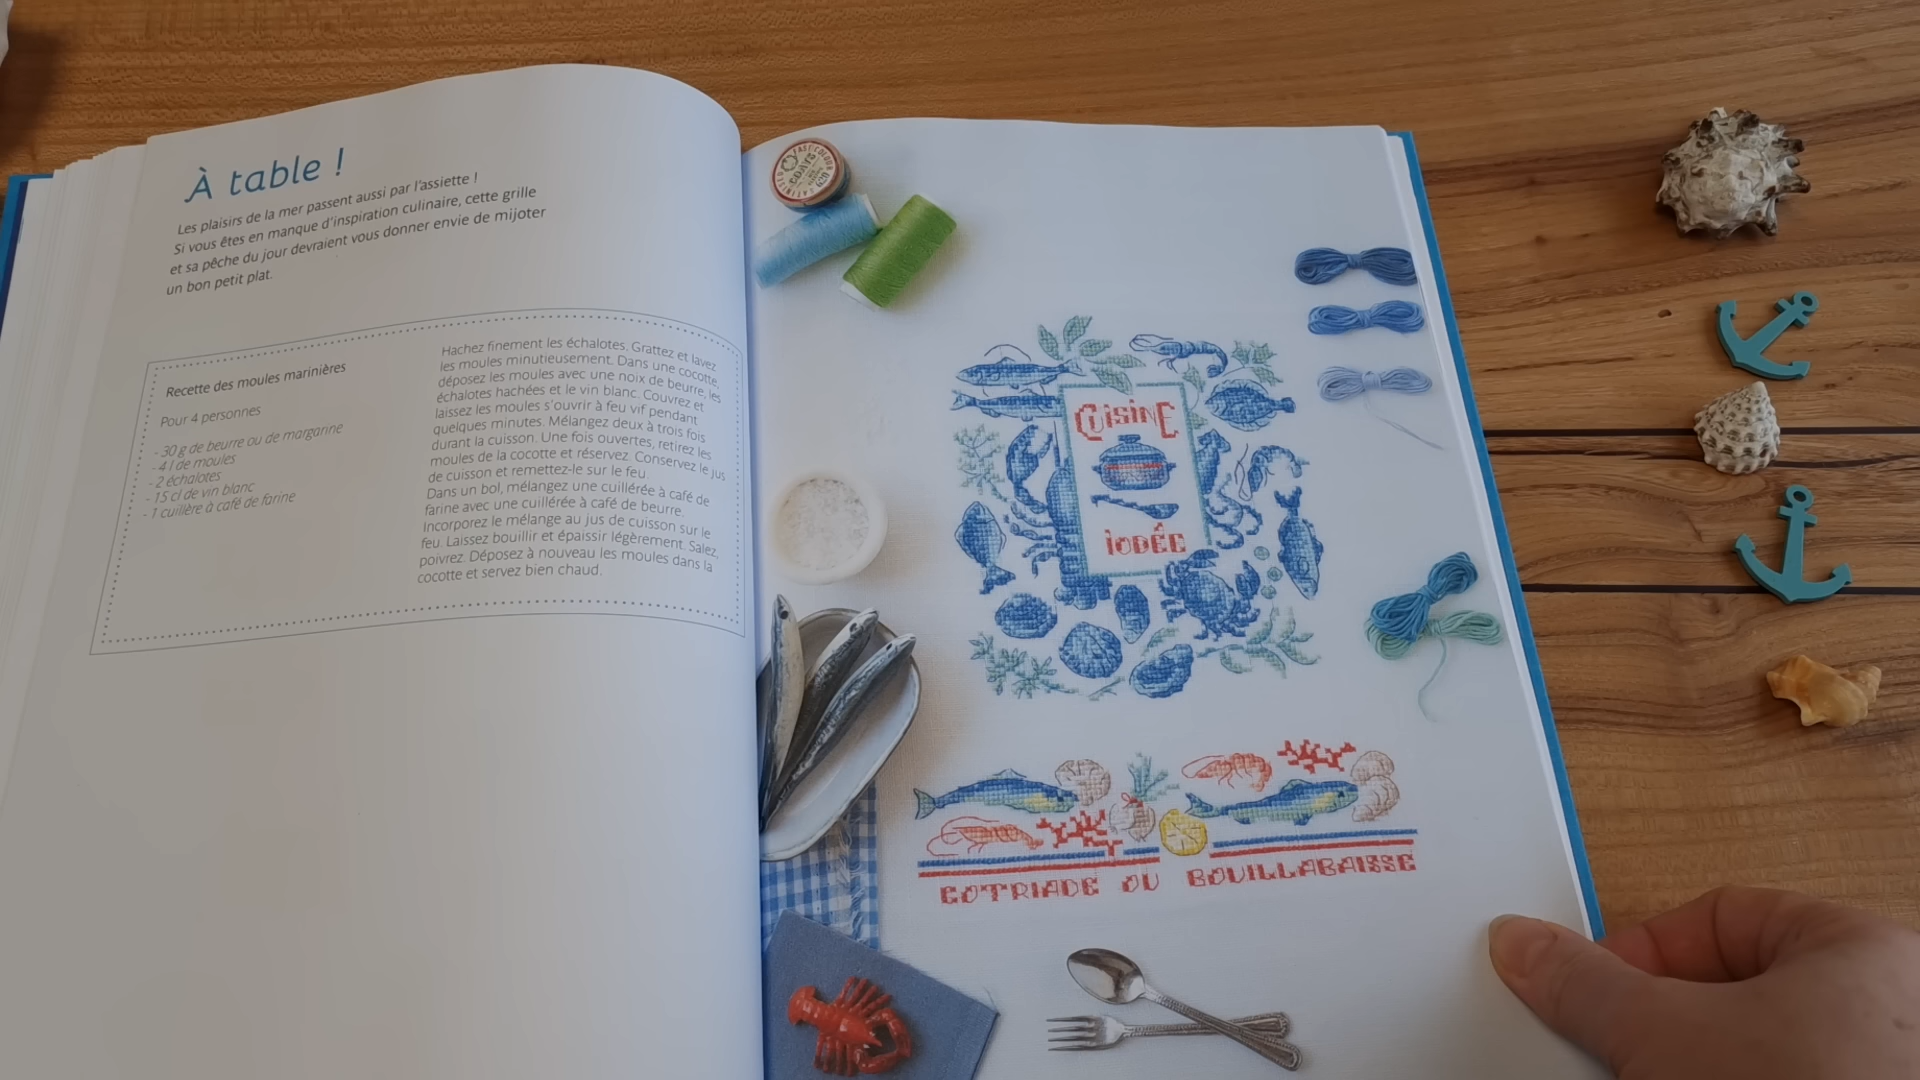 À table !
Les plaisirs de la mer passent aussi par l'assiette !
Si vous êtes en manque d'inspiration culinaire, cette grille
et sa pêche du jour devraient vous donner envie de mijoter
un bon petit plat.
Recette des moules marinières
Pour 4 personnes
- 30 g de beurre ou de margarine
- 4 l de moules
- 2 échalotes
- 15 cl de vin blanc
- 1 cuillère à café de farine
Hachez finement les échalotes. Grattez et lavez
les moules minutieusement. Dans une cocotte,
déposez les moules avec une noix de beurre, les
échalotes hachées et le vin blanc. Couvrez et
laissez les moules s'ouvrir à feu vif pendant
quelques minutes. Mélangez deux à trois fois
durant la cuisson. Une fois ouvertes, retirez les
moules de la cocotte et réservez. Conservez le jus
de cuisson et remettez-le sur le feu.
Dans un bol, mélangez une cuillérée à café de
farine avec une cuillérée à café de beurre.
Incorporez le mélange au jus de cuisson sur le
feu. Laissez bouillir et épaissir légèrement. Salez,
poivrez. Déposez à nouveau les moules dans la
cocotte et servez bien chaud.
CUISINE
IODÉE
COTRIADE OU BOUILLABAISSE